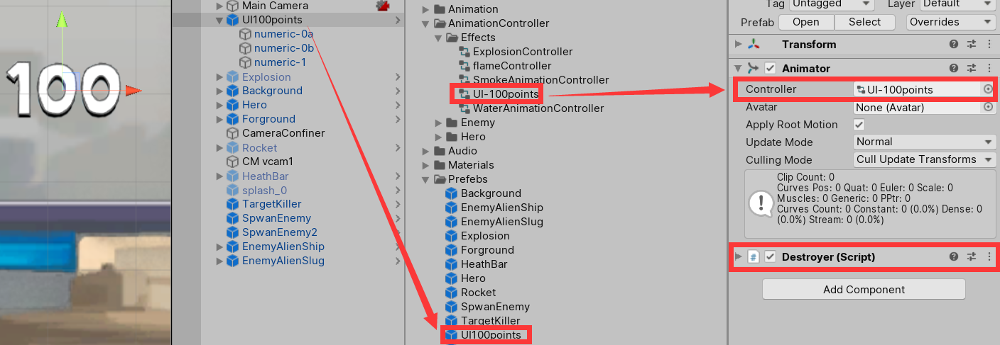 100
Main Camera
UI100points
numeric-0a
numeric-0b
numeric-1
Explosion
Background
Hero
Forground
CameraConfiner
Rocket
CM vcam1
HeathBar
splash_0
TargetKiller
SpwanEnemy
SpwanEnemy2
EnemyAlienShip
EnemyAlienSlug
Animation
AnimationController
Effects
ExplosionController
flameController
SmokeAnimationController
UI-100points
WaterAnimationController
Enemy
Hero
Audio
Materials
Prefebs
Background
EnemyAlienShip
EnemyAlienSlug
Explosion
Forground
HeathBar
Hero
Rocket
SpwanEnemy
TargetKiller
UI100points
Tag Untagged Layer Default
Prefab Open Select Overrides
Transform
Animator
Controller UI-100points
Avatar None (Avatar)
Apply Root Motion
Update Mode Normal
Culling Mode Cull Update Transforms
Clip Count: 0
Curves Pos: 0 Quat: 0 Euler: 0 Scale: 0
Muscles: 0 Generic: 0 PPtr: 0
Curves Count: 0 Constant: 0 (0.0%) Dense: 0
(0.0%) Stream: 0 (0.0%)
# Destroyer (Script)
Add Component